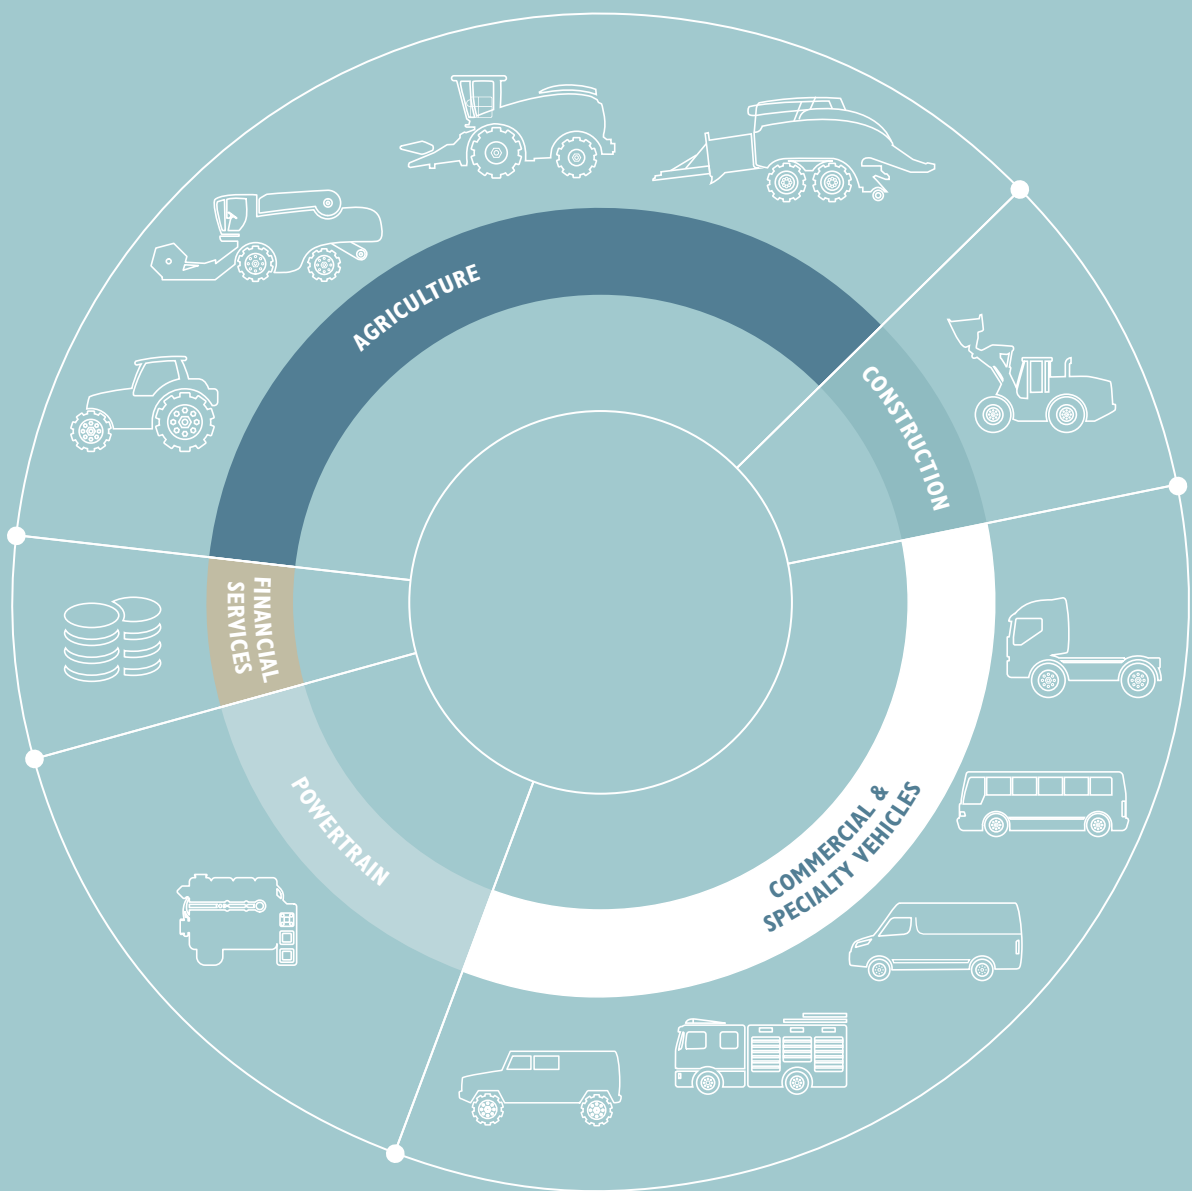 AGRICULTURE
CONSTRUCTION
FINANCIAL
SERVICES
POWERTRAIN
COMMERCIAL &
SPECIALTY VEHICLES